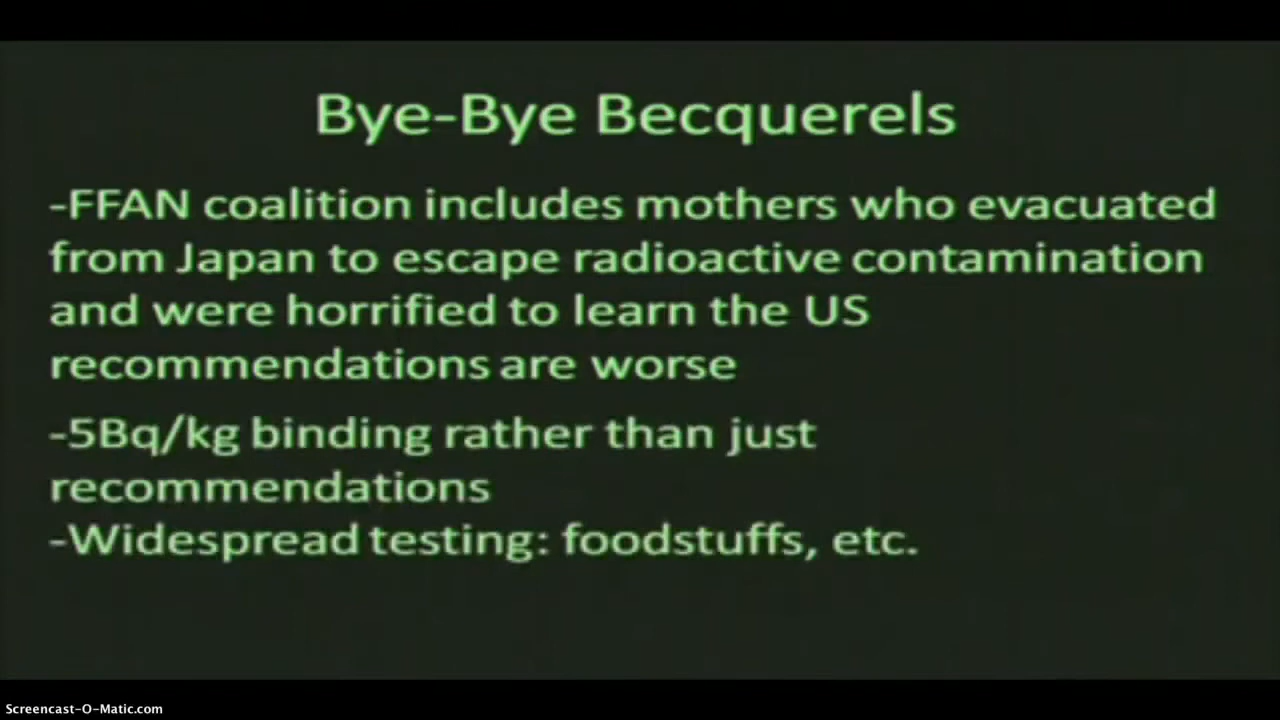 Bye-Bye Becquerels
-FFAN coalition includes mothers who evacuated
from Japan to escape radioactive contamination
and were horrified to learn the US
recommendations are worse
-5Bq/kg binding rather than just
recommendations
-Widespread testing: foodstuffs, etc.
Screencast-O-Matic.com